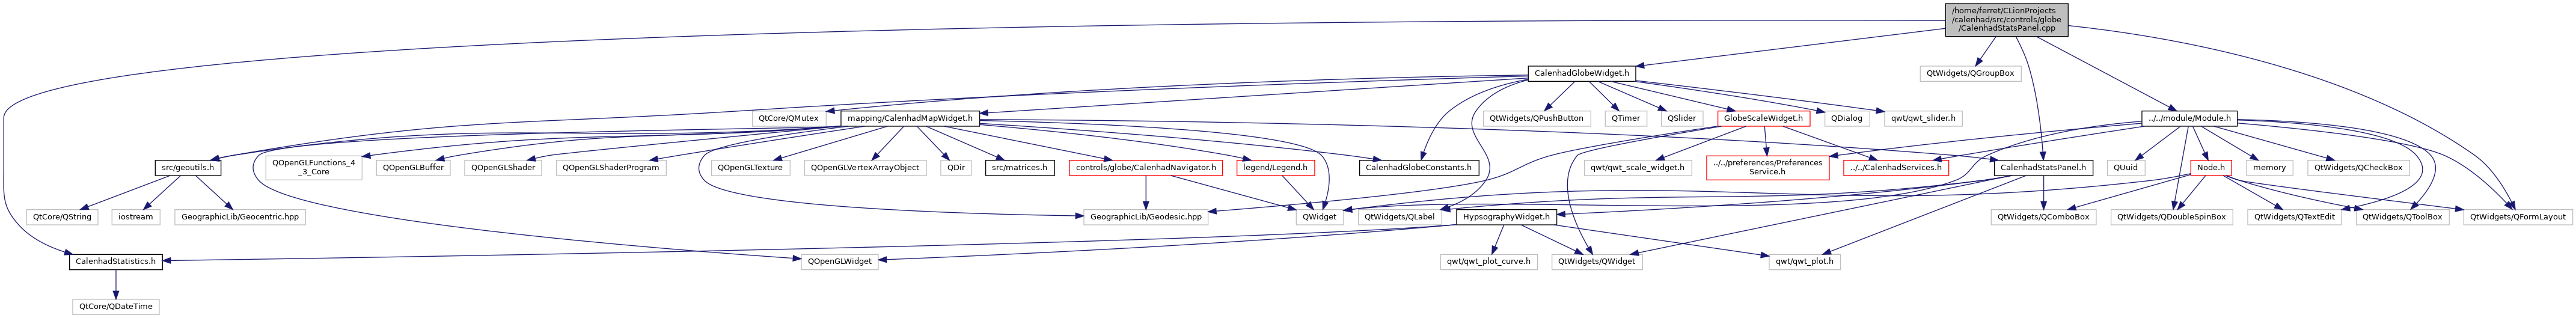 /home/ferret/CLionProjects
/calenhad/src/controls/globe
/CalenhadStatsPanel.cpp
CalenhadGlobeWidget.h
QtWidgets/QGroupBox
QtCore/QMutex
mapping/CalenhadMapWidget.h
QtWidgets/QPushButton
QTimer
QSlider
GlobeScaleWidget.h
QDialog
qwt/qwt_slider.h
../../module/Module.h
src/geoutils.h
QOpenGLFunctions_4
_3_Core
QOpenGLBuffer
QOpenGLShader
QOpenGLShaderProgram
QOpenGLTexture
QOpenGLVertexArrayObject
QDir
src/matrices.h
controls/globe/CalenhadNavigator.h
legend/Legend.h
CalenhadGlobeConstants.h
qwt/qwt_scale_widget.h
../../preferences/Preferences
Service.h
../../CalenhadServices.h
CalenhadStatsPanel.h
QUuid
Node.h
memory
QtWidgets/QCheckBox
QtCore/QString
iostream
GeographicLib/Geocentric.hpp
GeographicLib/Geodesic.hpp
QWidget
QtWidgets/QLabel
HypsographyWidget.h
QtWidgets/QComboBox
QtWidgets/QDoubleSpinBox
QtWidgets/QTextEdit
QtWidgets/QToolBox
QtWidgets/QFormLayout
CalenhadStatistics.h
QOpenGLWidget
qwt/qwt_plot_curve.h
QtWidgets/QWidget
qwt/qwt_plot.h
QtCore/QDateTime